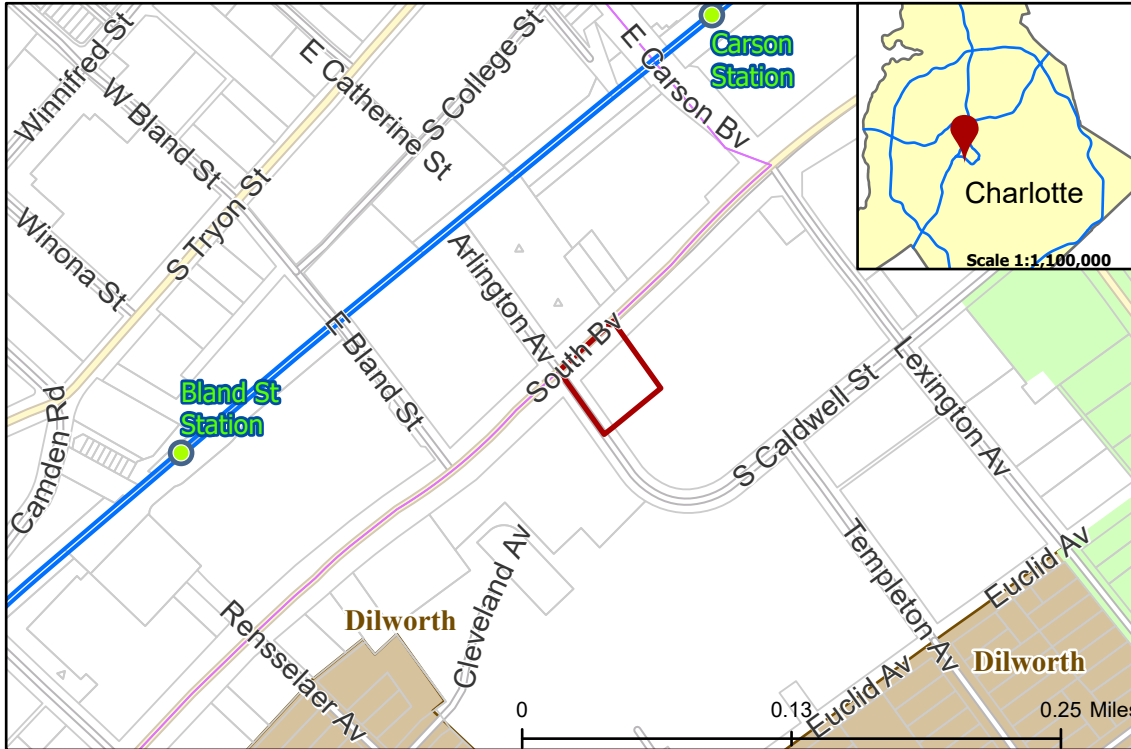 Winnifred St
W Bland St
E Catherine St
S College St
E Carson Bv
Carson
Station
Charlotte
Scale 1:1,100,000
Winona St
S Tryon St
Arlington Av
E Bland St
South Bv
Lexington Av
Bland St
Station
Camden Rd
S Caldwell St
Templeton Av
Cleveland Av
Euclid Av
Rensselaer Av
Dilworth
Dilworth
Euclid Av
0
0.13
0.25 Miles